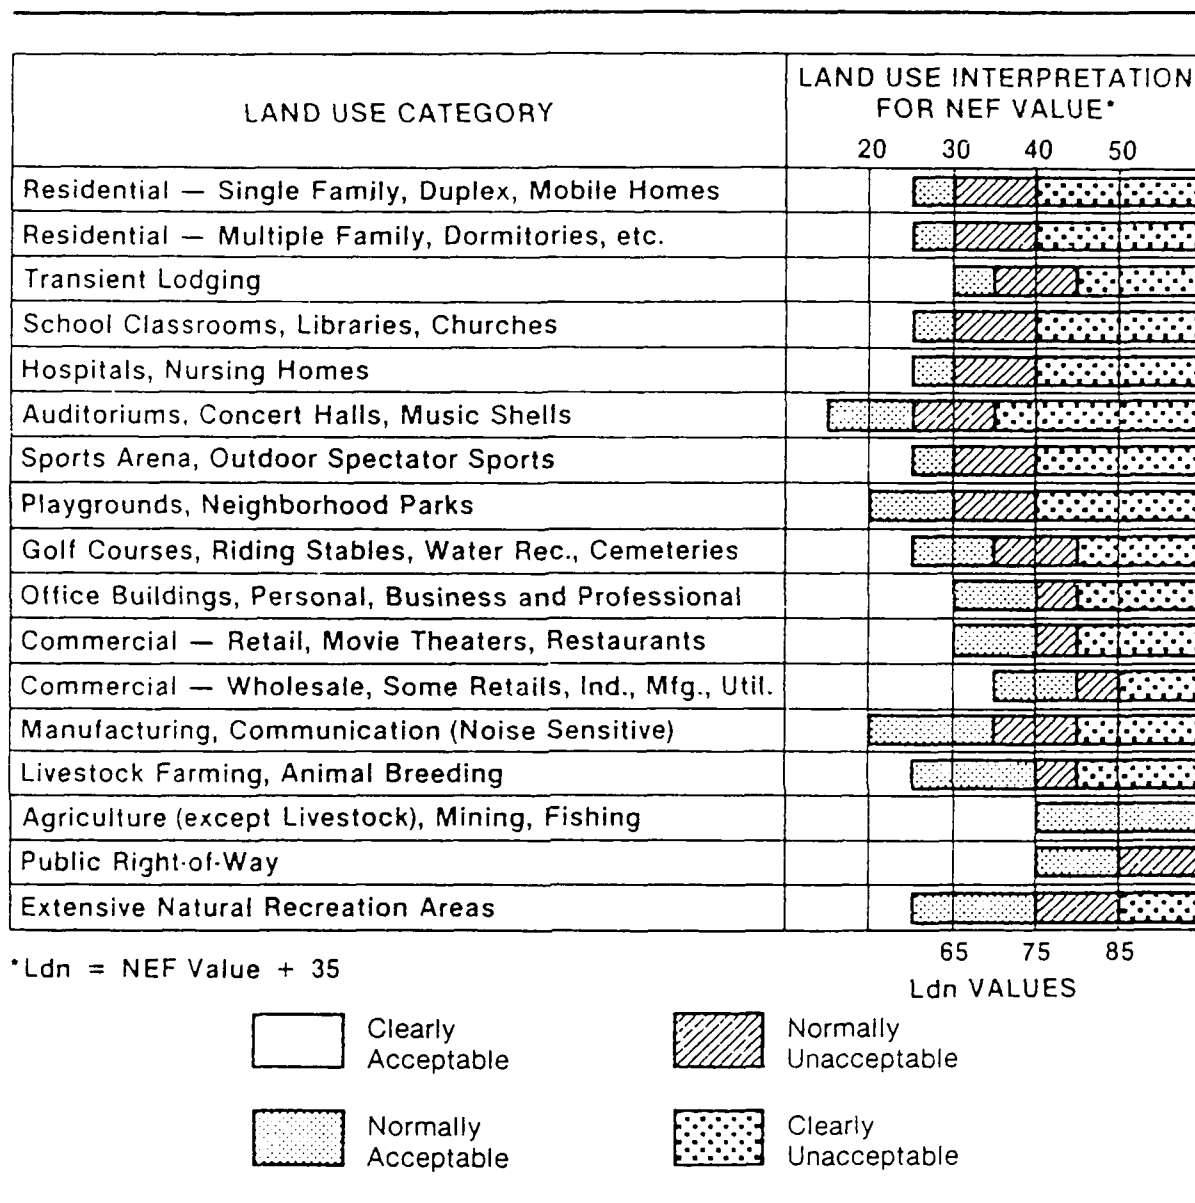 LAND USE CATEGORY
LAND USE INTERPRETATION
FOR NEF VALUE*
20 30 40 50
Residential — Single Family, Duplex, Mobile Homes
Residential — Multiple Family, Dormitories, etc.
Transient Lodging
School Classrooms, Libraries, Churches
Hospitals, Nursing Homes
Auditoriums, Concert Halls, Music Shells
Sports Arena, Outdoor Spectator Sports
Playgrounds, Neighborhood Parks
Golf Courses, Riding Stables, Water Rec., Cemeteries
Office Buildings, Personal, Business and Professional
Commercial — Retail, Movie Theaters, Restaurants
Commercial — Wholesale, Some Retails, Ind., Mfg., Util.
Manufacturing, Communication (Noise Sensitive)
Livestock Farming, Animal Breeding
Agriculture (except Livestock), Mining, Fishing
Public Right-of-Way
Extensive Natural Recreation Areas
65 75 85
*Ldn = NEF Value + 35
Ldn VALUES
Clearly
Acceptable
Normally
Unacceptable
Normally
Acceptable
Clearly
Unacceptable